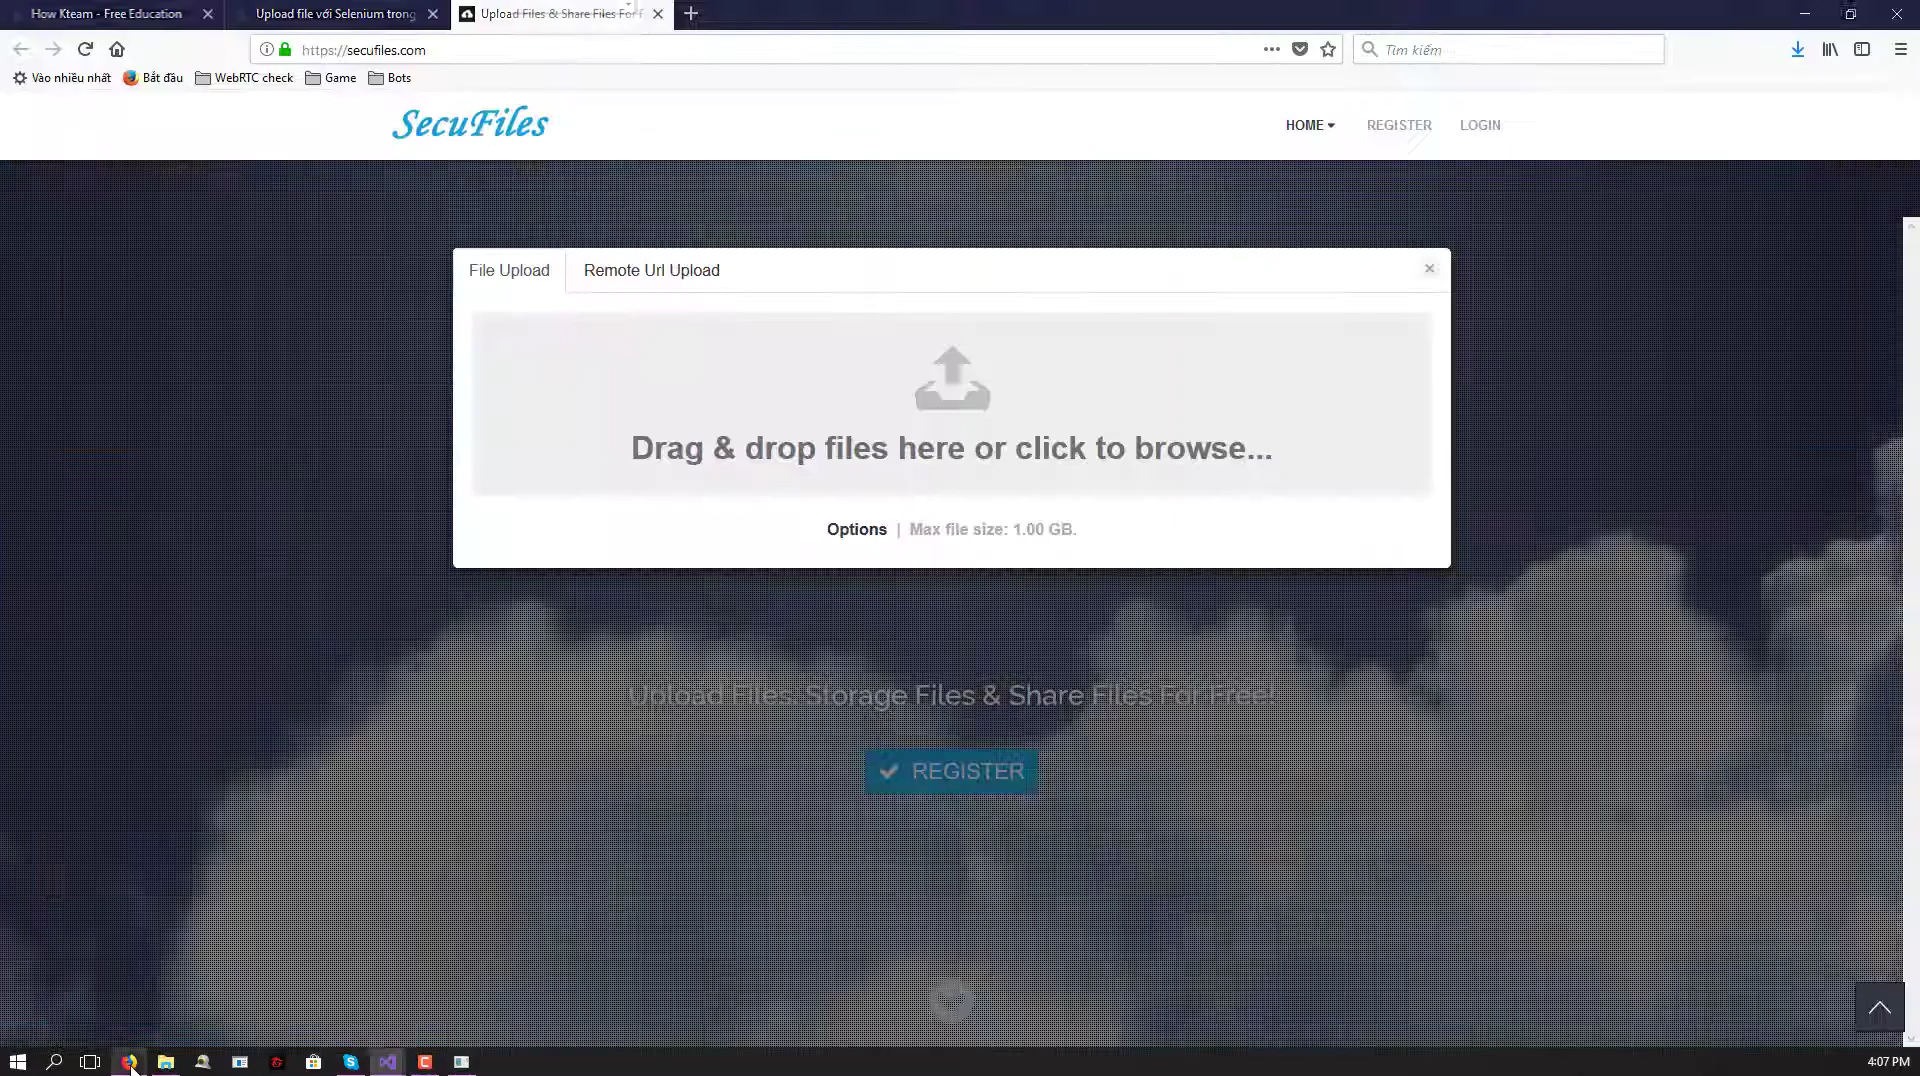 How Kteam - Free Education
Upload file với Selenium trong
Upload Files & Share Files For F
https://secufiles.com
Tìm kiếm
Vào nhiều nhất
Bắt đầu
WebRTC check
Game
Bots
SecuFiles
HOME
REGISTER
LOGIN
File Upload
Remote Url Upload
Drag & drop files here or click to browse...
Options | Max file size: 1.00 GB.
Upload Files, Storage Files & Share Files For Free!
REGISTER
4:07 PM